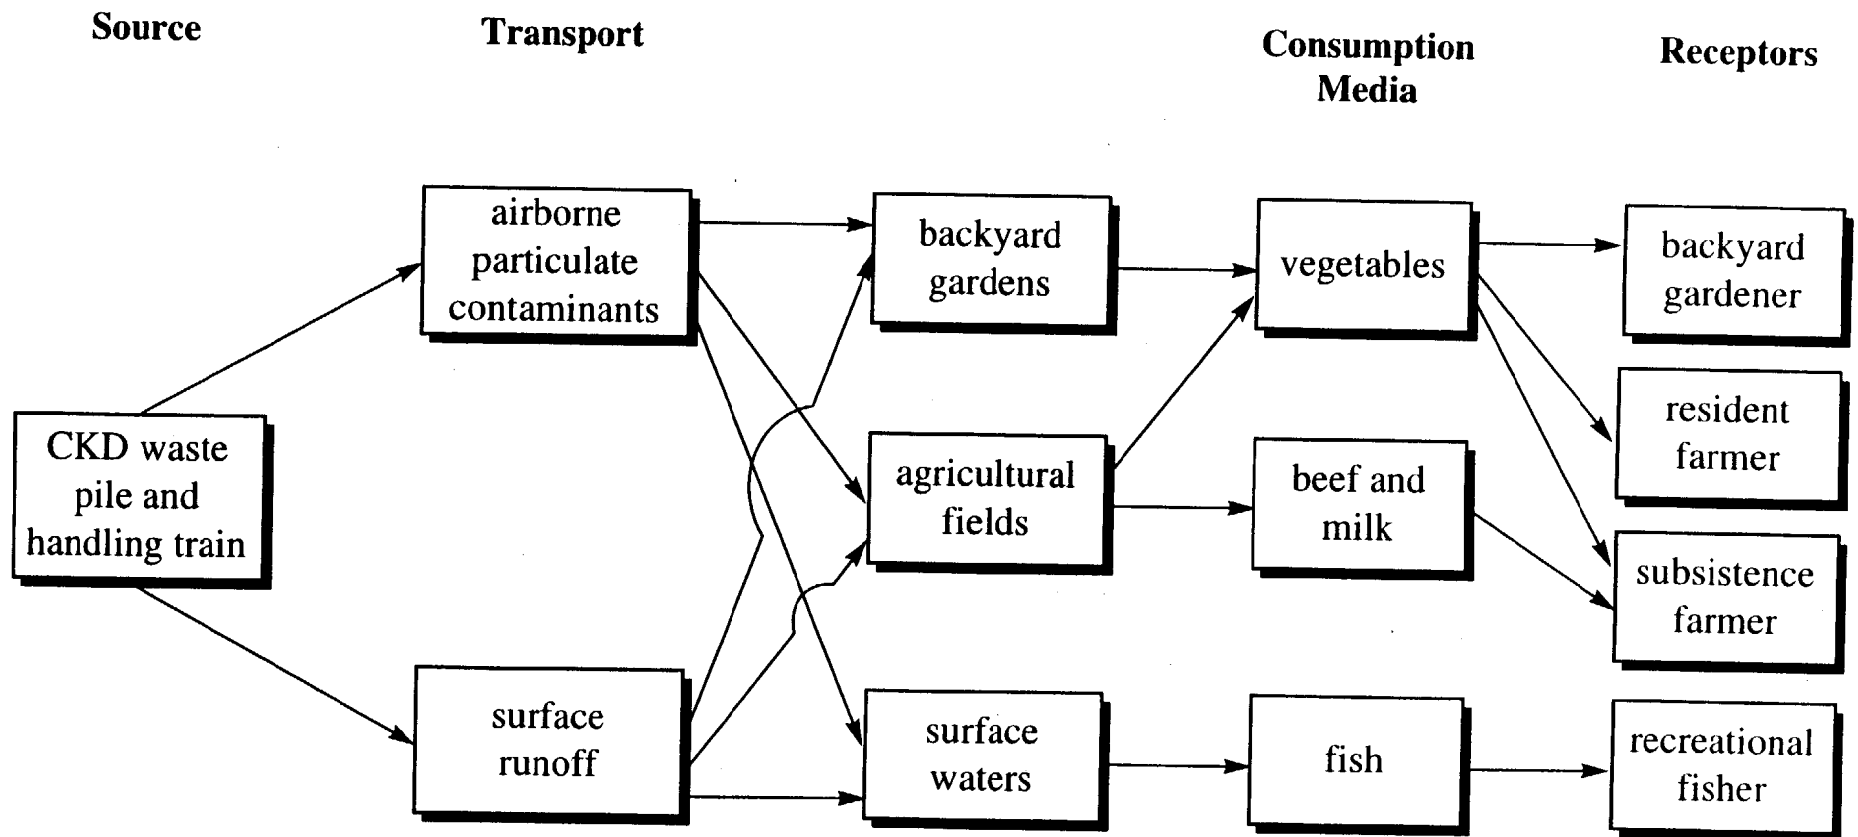 Source
Transport
Consumption
Media
Receptors
airborne
particulate
contaminants
backyard
gardens
vegetables
backyard
gardener
resident
farmer
CKD waste
pile and
handling train
agricultural
fields
beef and
milk
subsistence
farmer
surface
runoff
surface
waters
fish
recreational
fisher